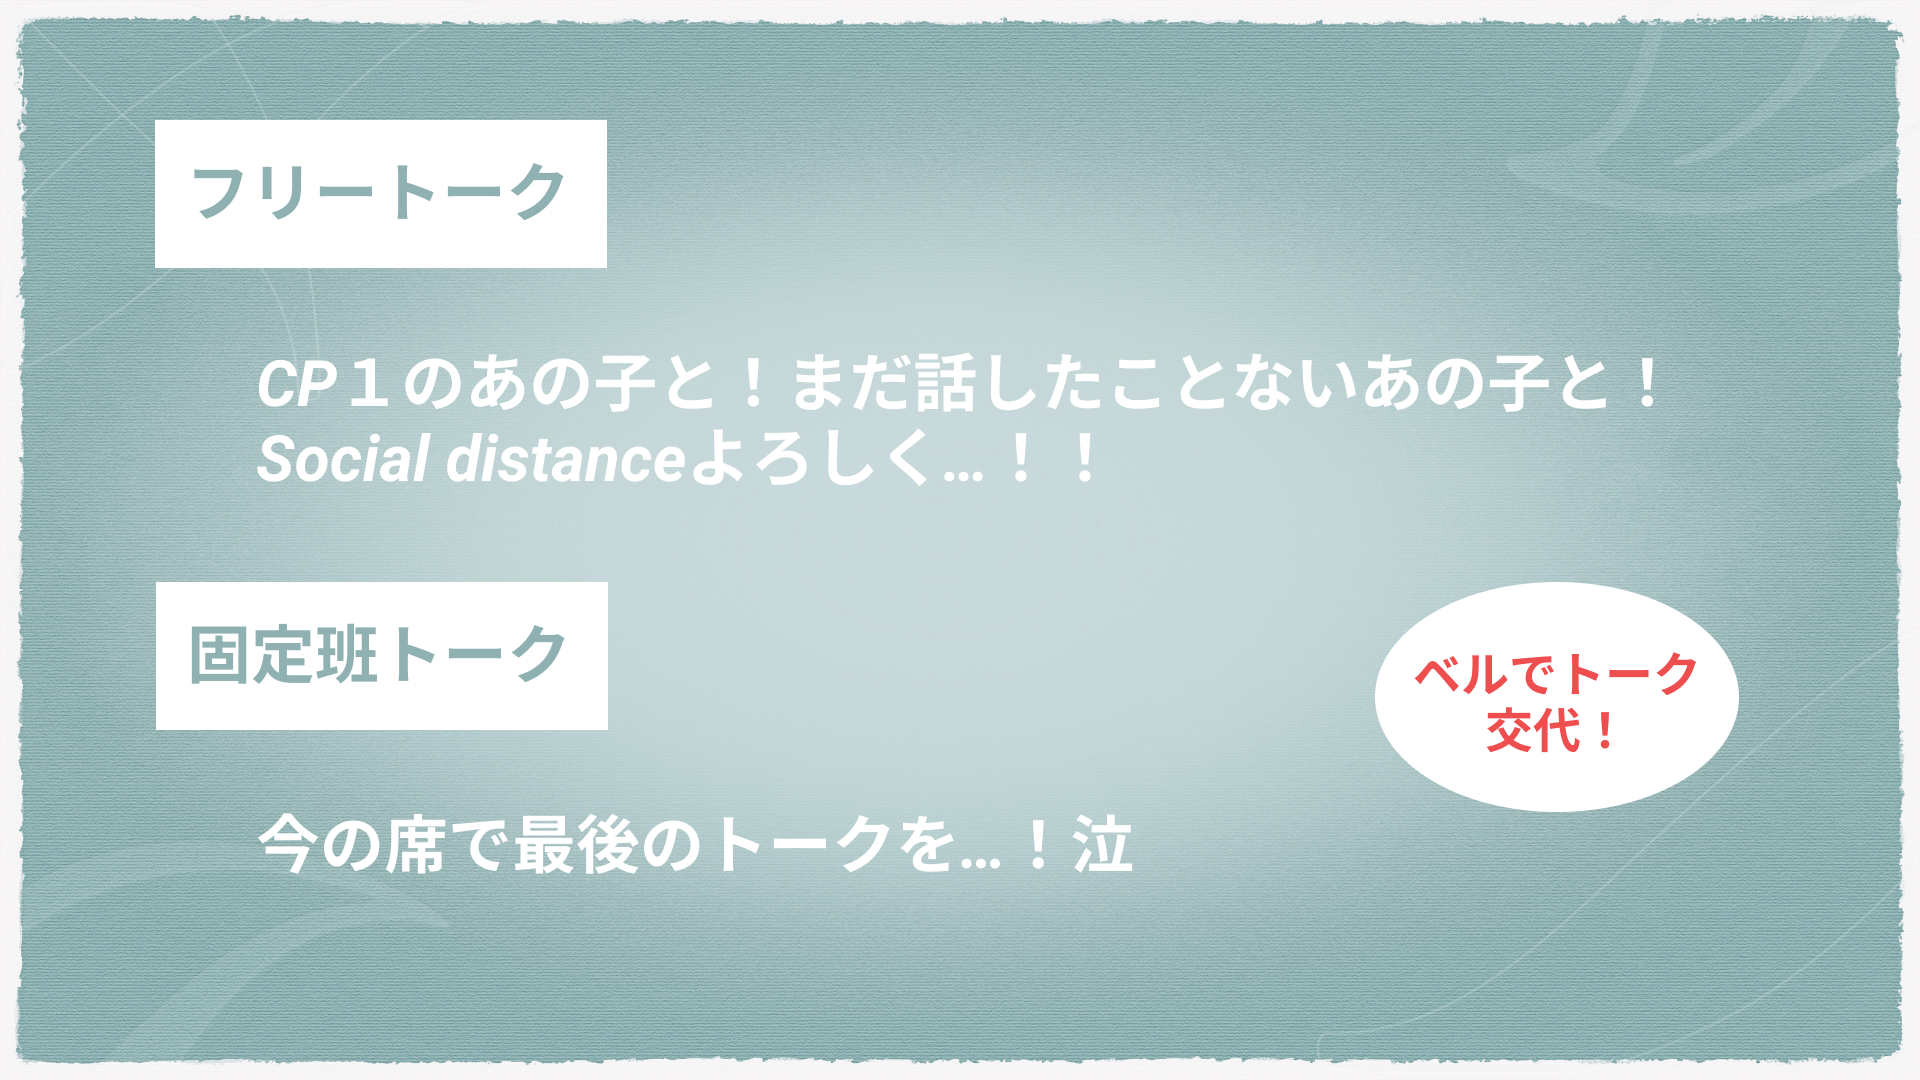 フリートーク
CP１のあの子と！まだ話したことないあの子と！
Social distanceよろしく…！！
固定班トーク
ベルでトーク
交代！
今の席で最後のトークを…！泣